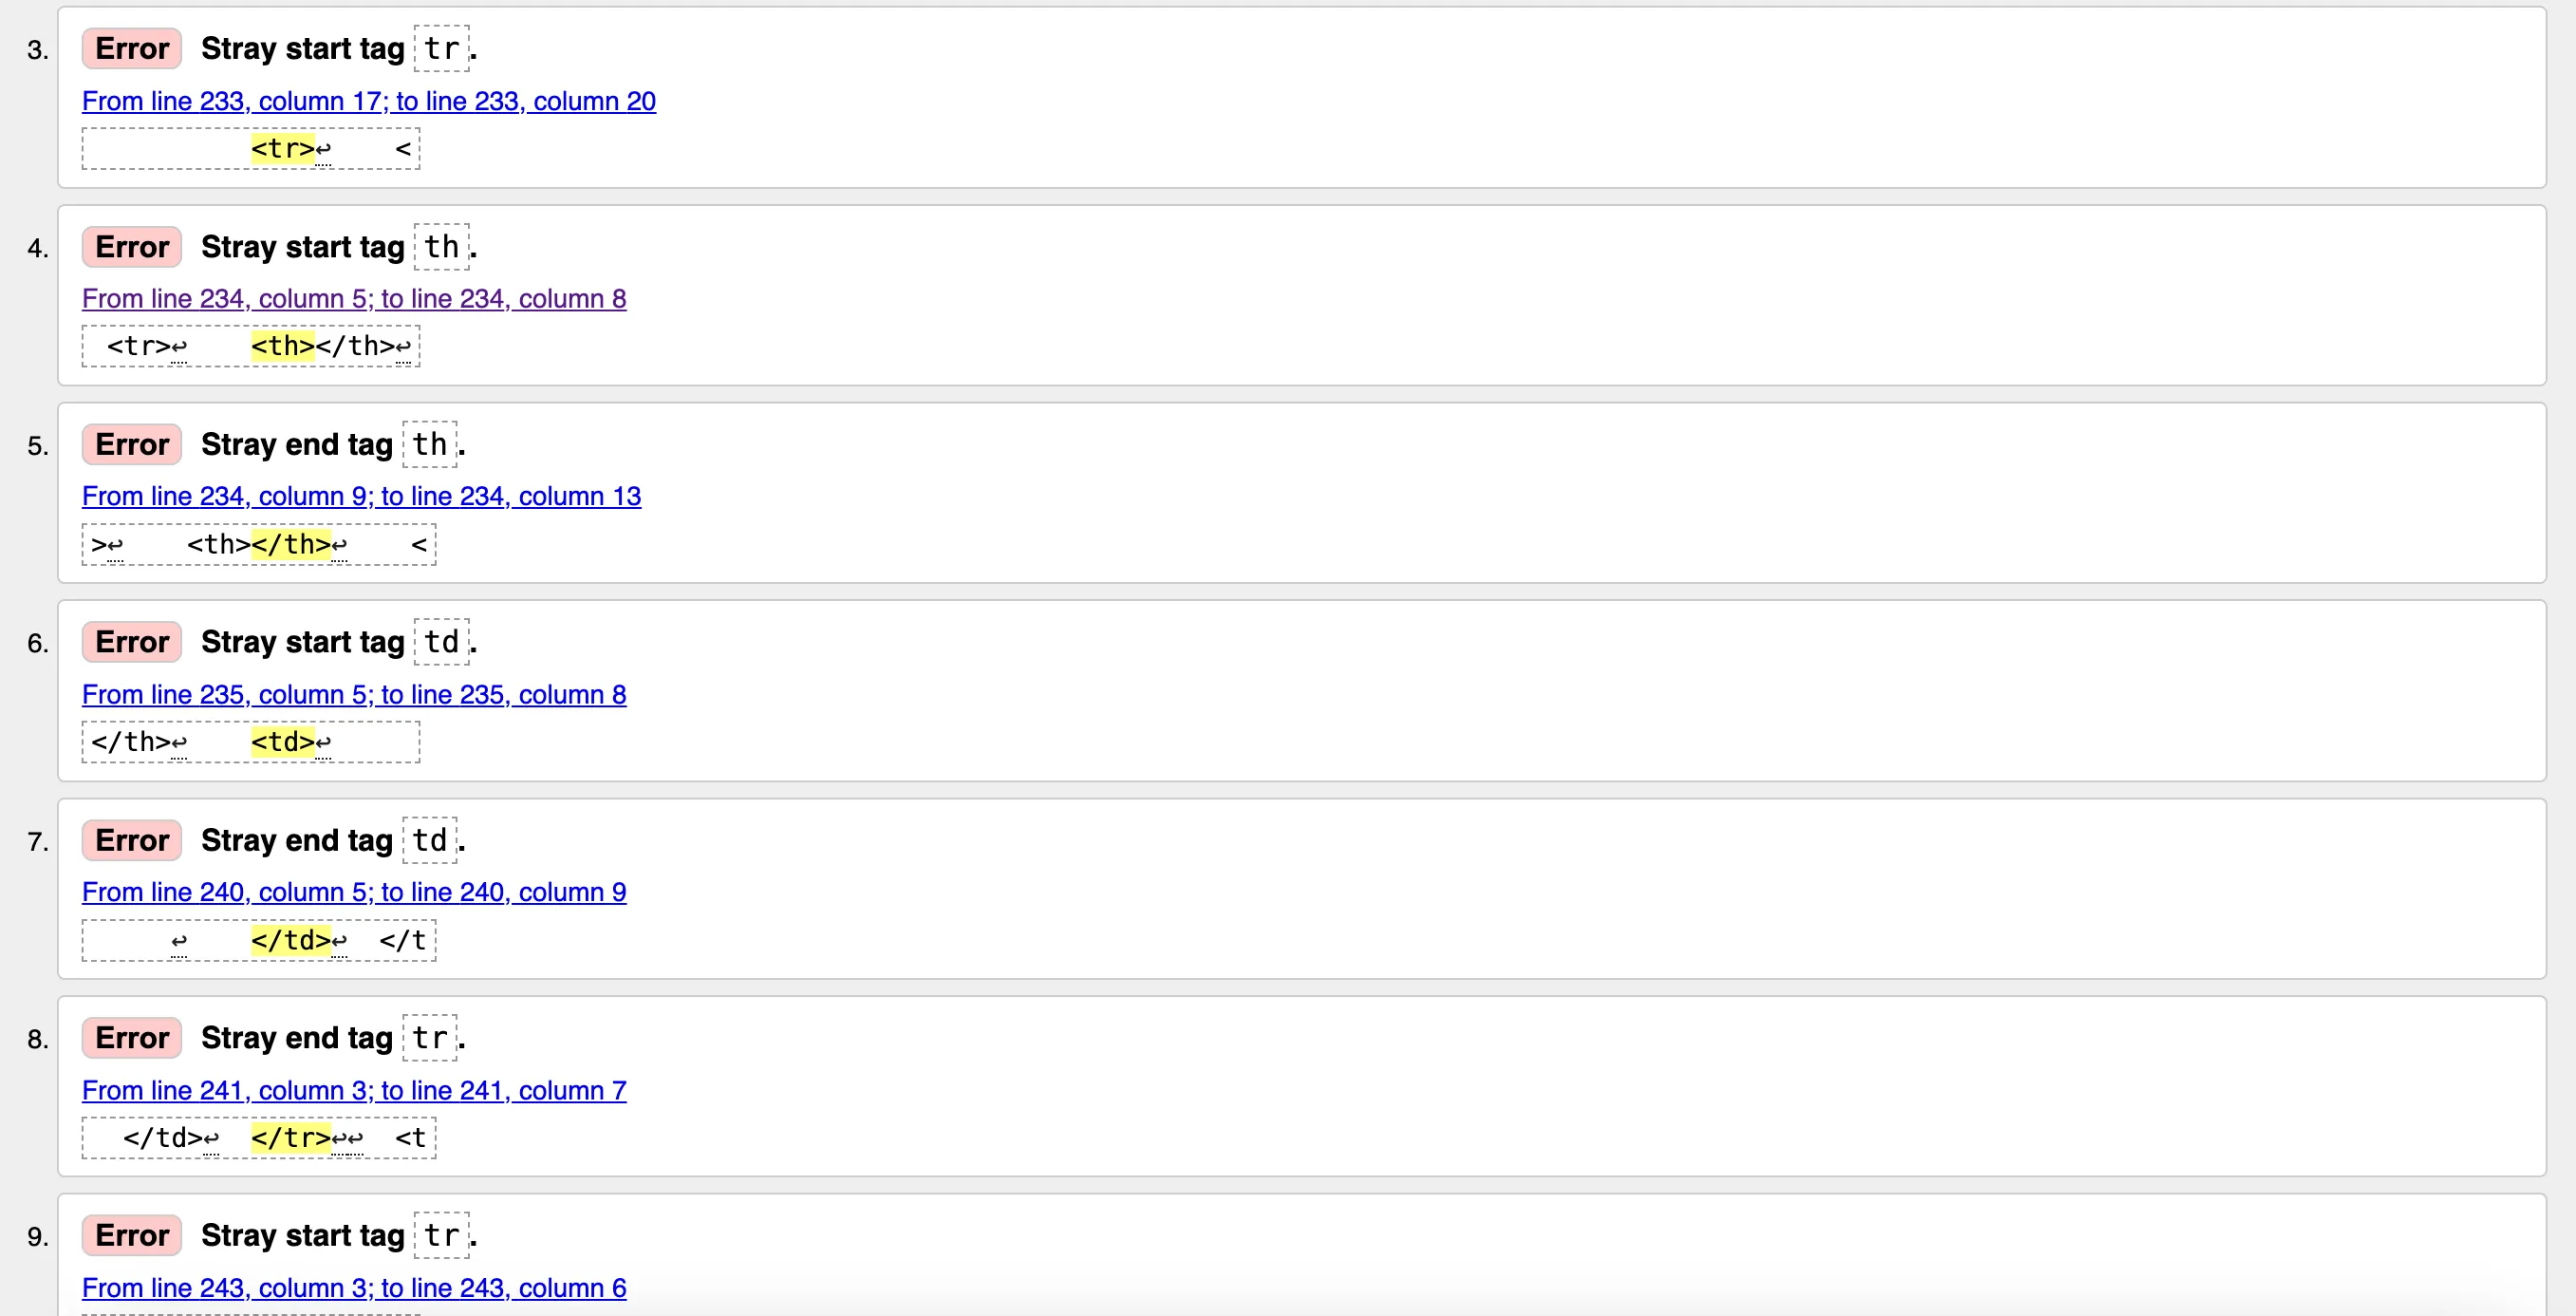 3. Error Stray start tag tr.
From line 233, column 17; to line 233, column 20
<tr>↩    <
4. Error Stray start tag th.
From line 234, column 5; to line 234, column 8
<tr>↩    <th></th>↩
5. Error Stray end tag th.
From line 234, column 9; to line 234, column 13
>↩    <th></th>↩    <
6. Error Stray start tag td.
From line 235, column 5; to line 235, column 8
</th>↩    <td>↩
7. Error Stray end tag td.
From line 240, column 5; to line 240, column 9
↩    </td>↩  </t
8. Error Stray end tag tr.
From line 241, column 3; to line 241, column 7
</td>↩  </tr>↩↩  <t
9. Error Stray start tag tr.
From line 243, column 3; to line 243, column 6